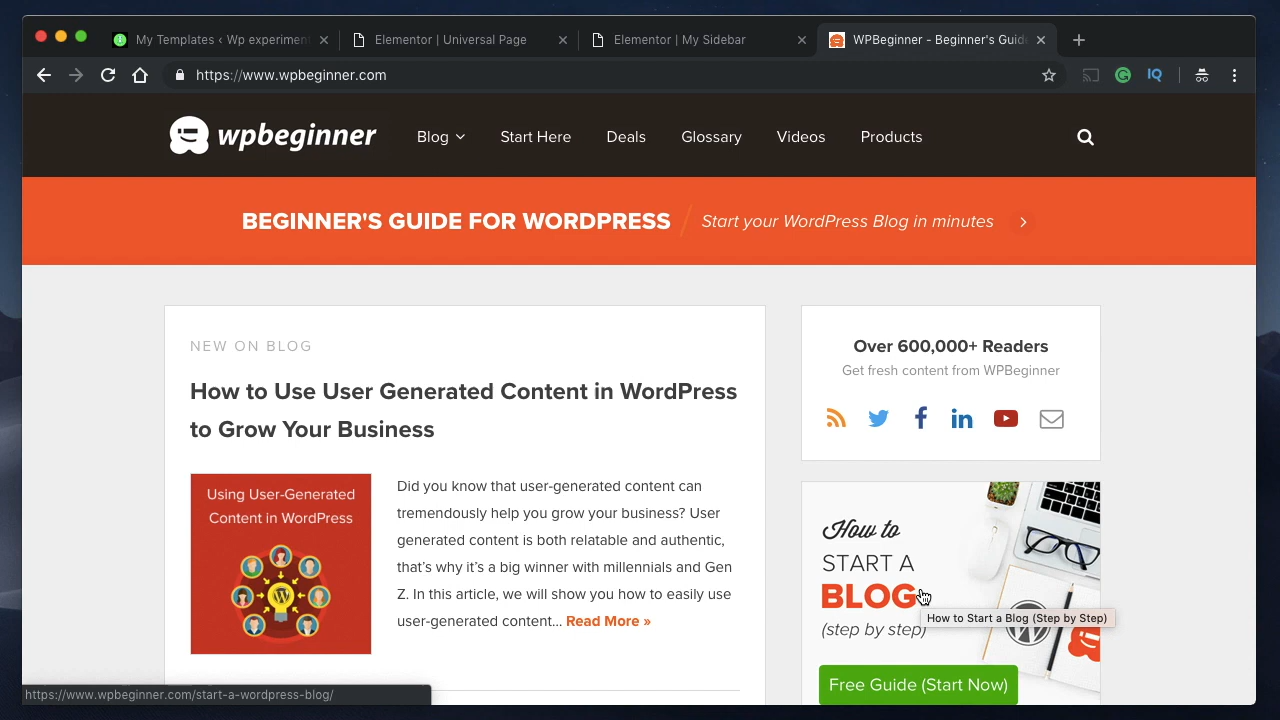 My Templates ‹ Wp experimen
Elementor | Universal Page
Elementor | My Sidebar
WPBeginner - Beginner's Guide
https://www.wpbeginner.com
IQ
wpbeginner
Blog
Start Here
Deals
Glossary
Videos
Products
BEGINNER'S GUIDE FOR WORDPRESS
Start your WordPress Blog in minutes
NEW ON BLOG
How to Use User Generated Content in WordPress
to Grow Your Business
Using User-Generated
Content in WordPress
Did you know that user-generated content can
tremendously help you grow your business? User
generated content is both relatable and authentic,
that's why it's a big winner with millennials and Gen
Z. In this article, we will show you how to easily use
user-generated content... Read More »
Over 600,000+ Readers
Get fresh content from WPBeginner
How to
START A
BLOG
(step by step)
How to Start a Blog (Step by Step)
Free Guide (Start Now)
https://www.wpbeginner.com/start-a-wordpress-blog/